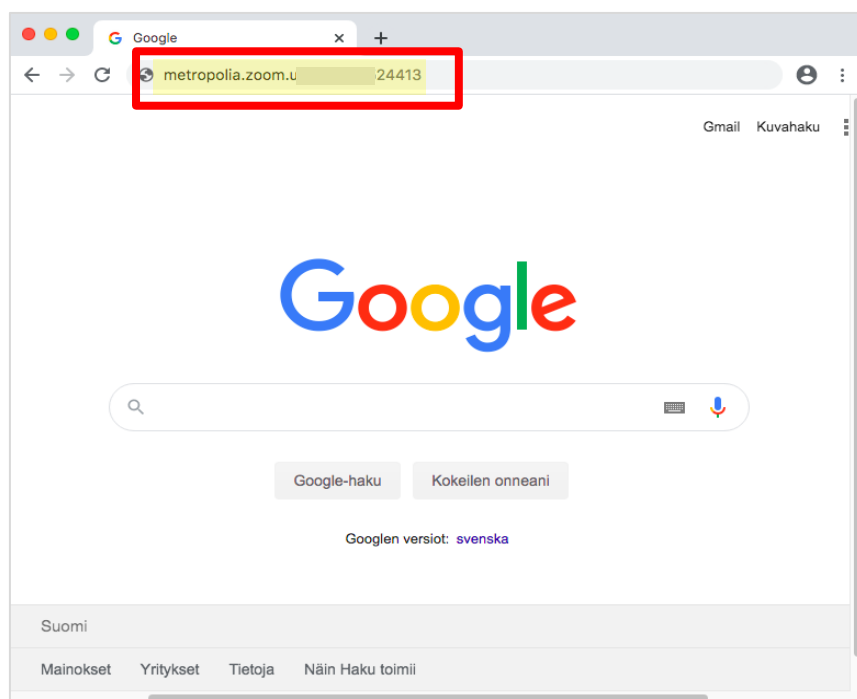 Google
metropolia.zoom.u 24413
Gmail Kuvahaku
Google
Google-haku Kokeilen onneani
Googlen versiot: svenska
Suomi
Mainokset Yritykset Tietoja Näin Haku toimii